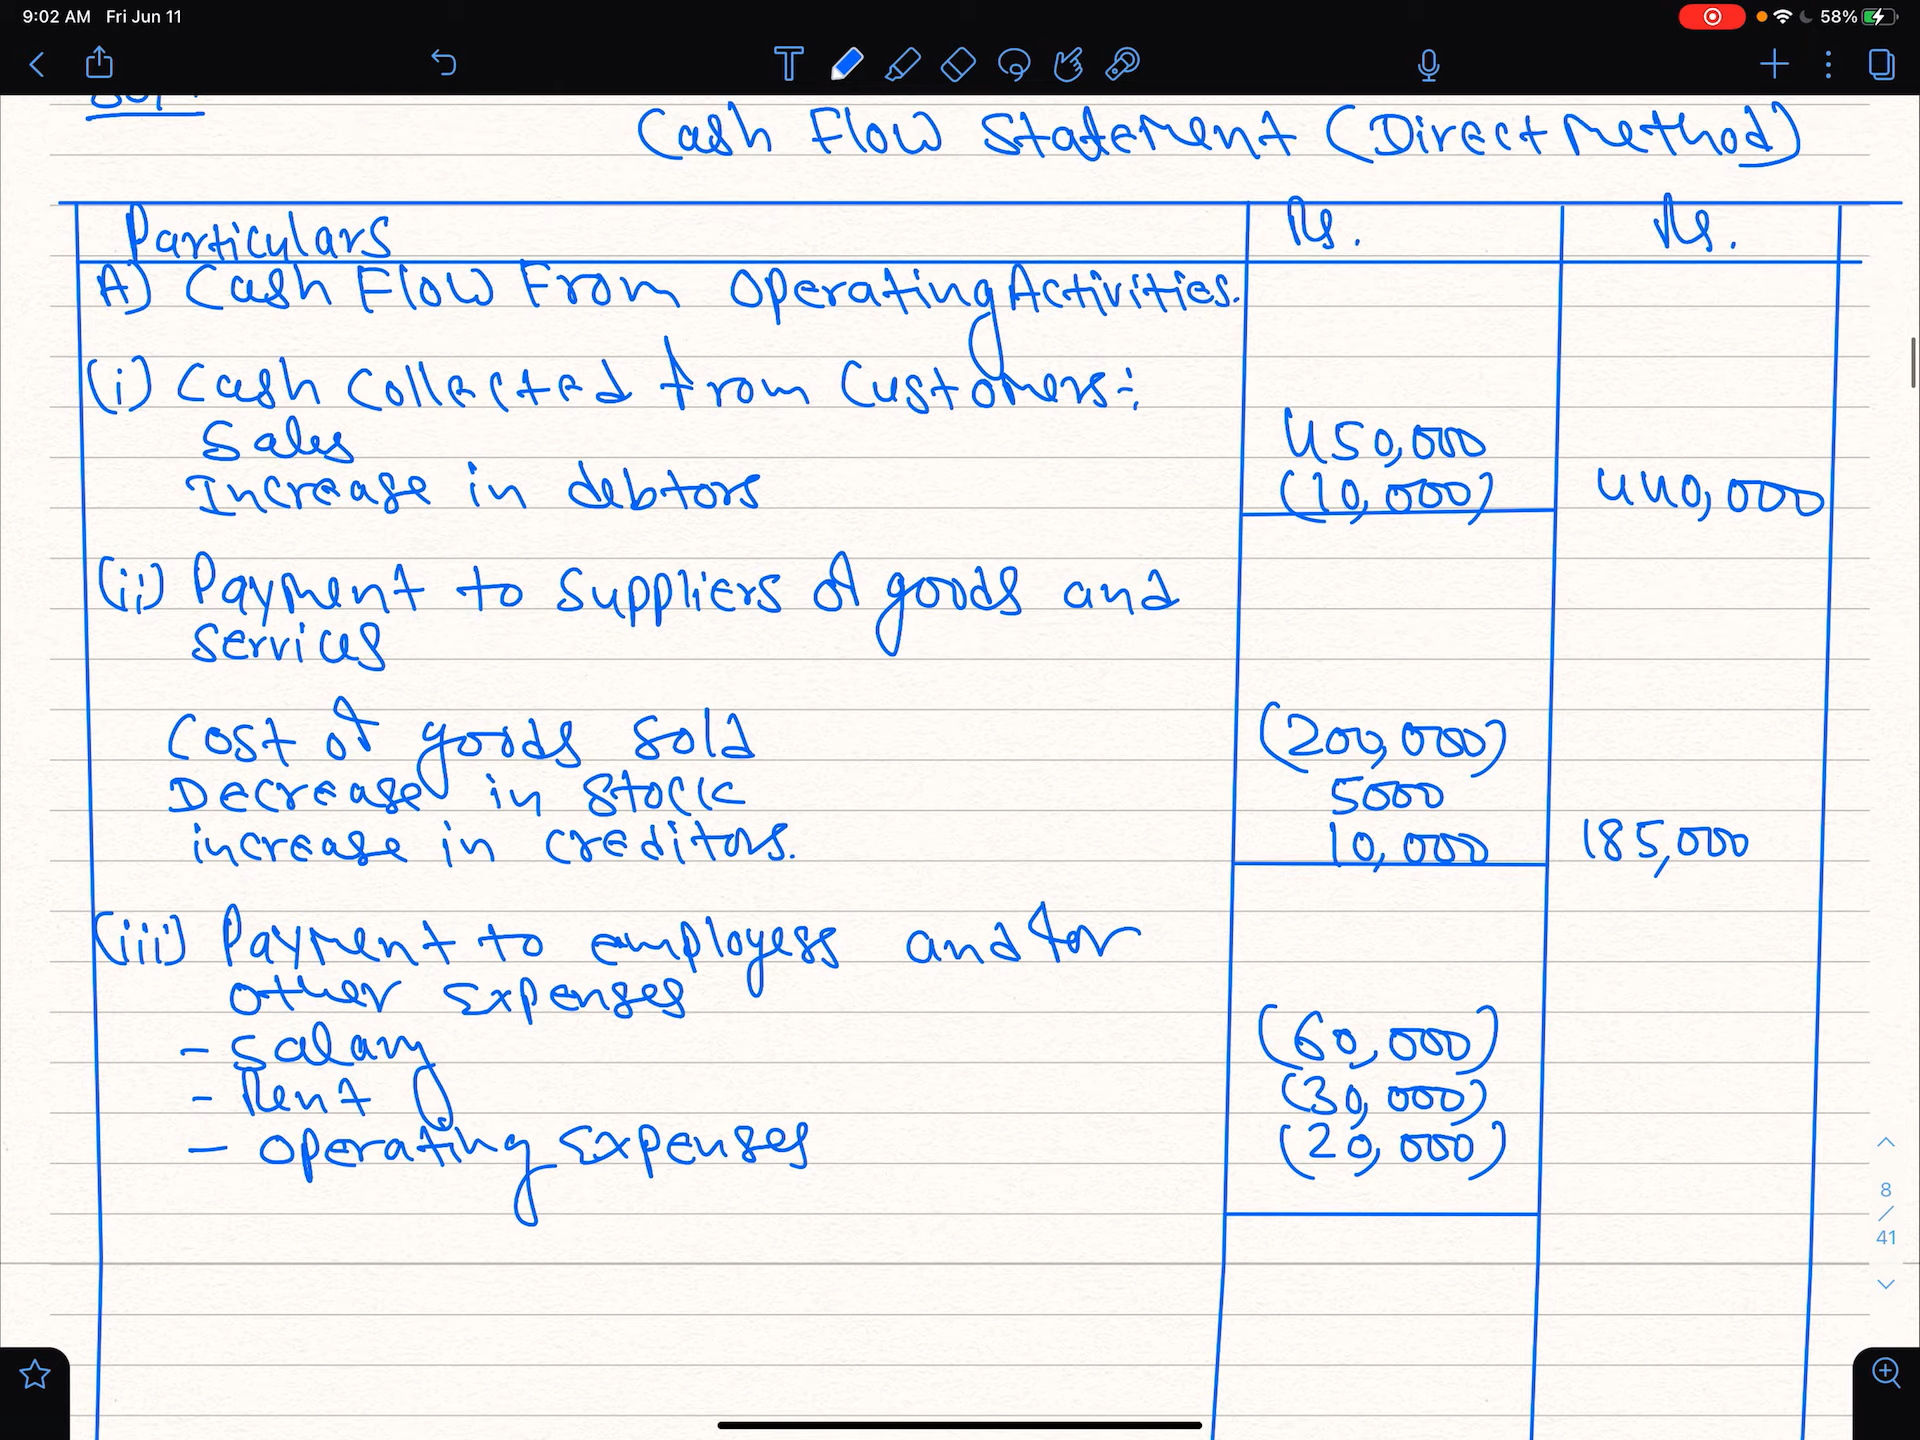 9:02 AM Fri Jun 11
58%
Cash Flow Statement (Direct Method)
Particulars Rs. Rs.
A) Cash Flow From Operating Activities.
(i) Cash Collected from Customers:
Sales 450,000
Increase in debtors (10,000) 440,000
(ii) Payment to suppliers of goods and
services
Cost of goods sold (200,000)
Decrease in stock 5000
increase in creditors. 10,000 185,000
(iii) Payment to employess and for
other Expenses
- Salary (60,000)
- Rent (30,000)
- Operating Expenses (20,000)
8
/
41